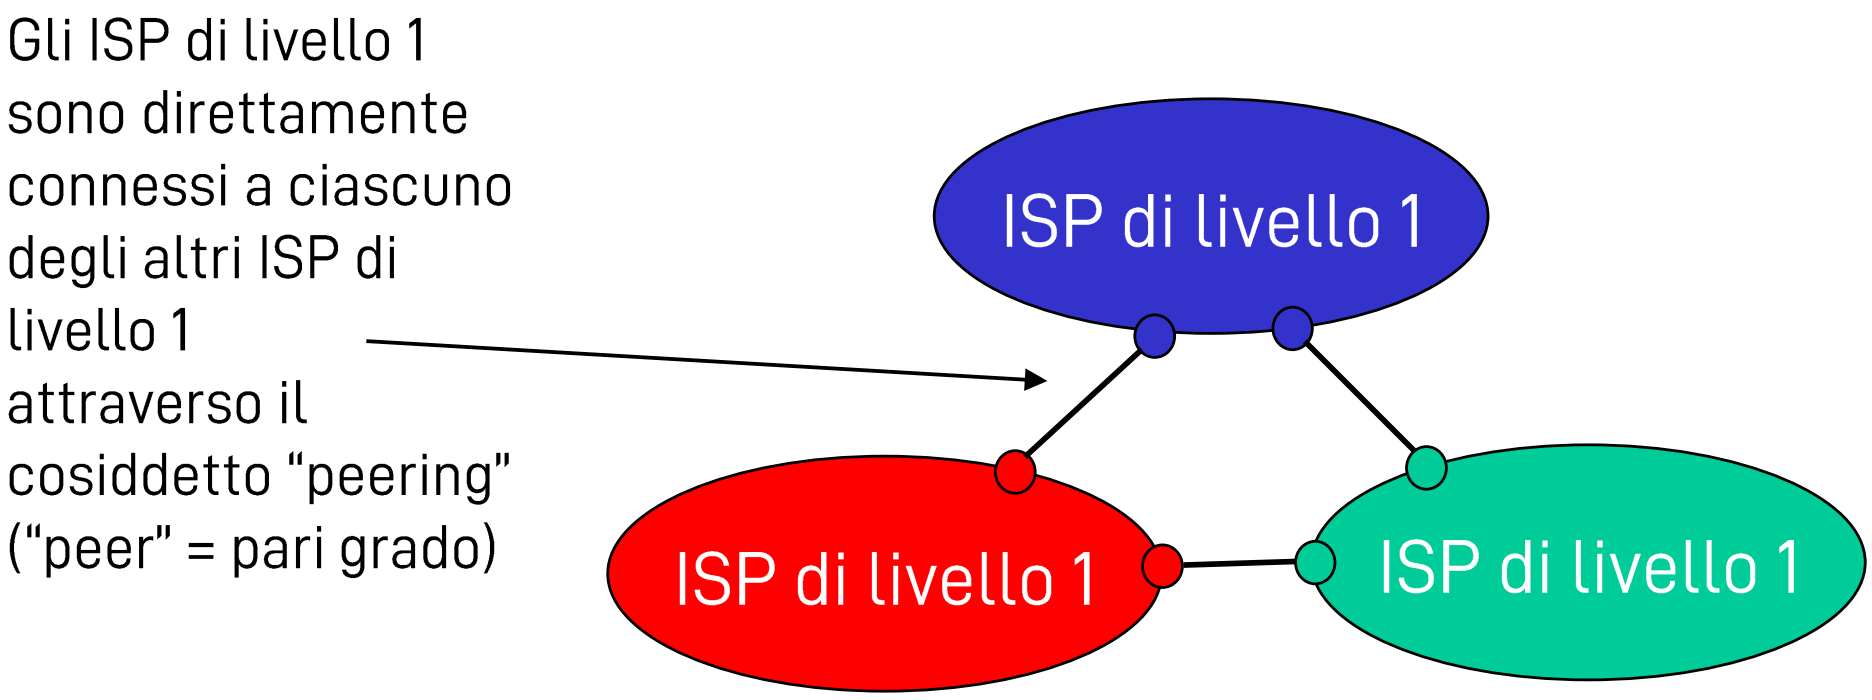 Gli ISP di livello 1
sono direttamente
connessi a ciascuno
degli altri ISP di
livello 1
attraverso il
cosiddetto “peering”
(“peer” = pari grado)
ISP di livello 1
ISP di livello 1
ISP di livello 1